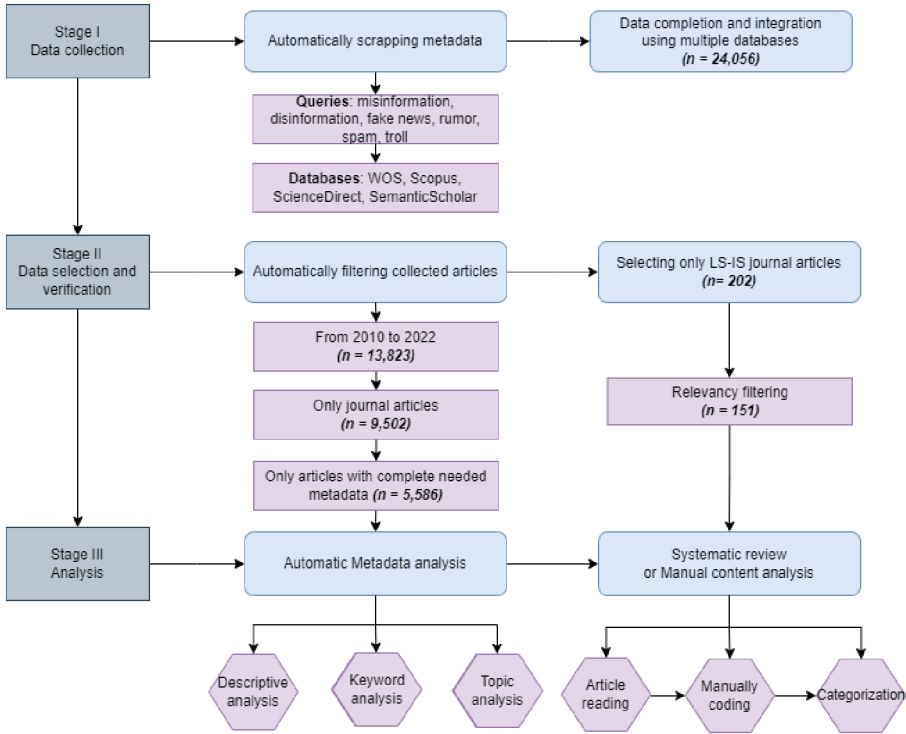 Stage I
Data collection
Automatically scrapping metadata
Data completion and integration
using multiple databases
(n = 24,056)
Queries: misinformation,
disinformation, fake news, rumor,
spam, troll
Databases: WOS, Scopus,
ScienceDirect, SemanticScholar
Stage II
Data selection and
verification
Automatically filtering collected articles
Selecting only LS-IS journal articles
(n= 202)
From 2010 to 2022
(n = 13,823)
Only journal articles
(n = 9,502)
Only articles with complete needed
metadata (n = 5,586)
Relevancy filtering
(n = 151)
Stage III
Analysis
Automatic Metadata analysis
Systematic review
or Manual content analysis
Descriptive
analysis
Keyword
analysis
Topic
analysis
Article
reading
Manually
coding
Categorization